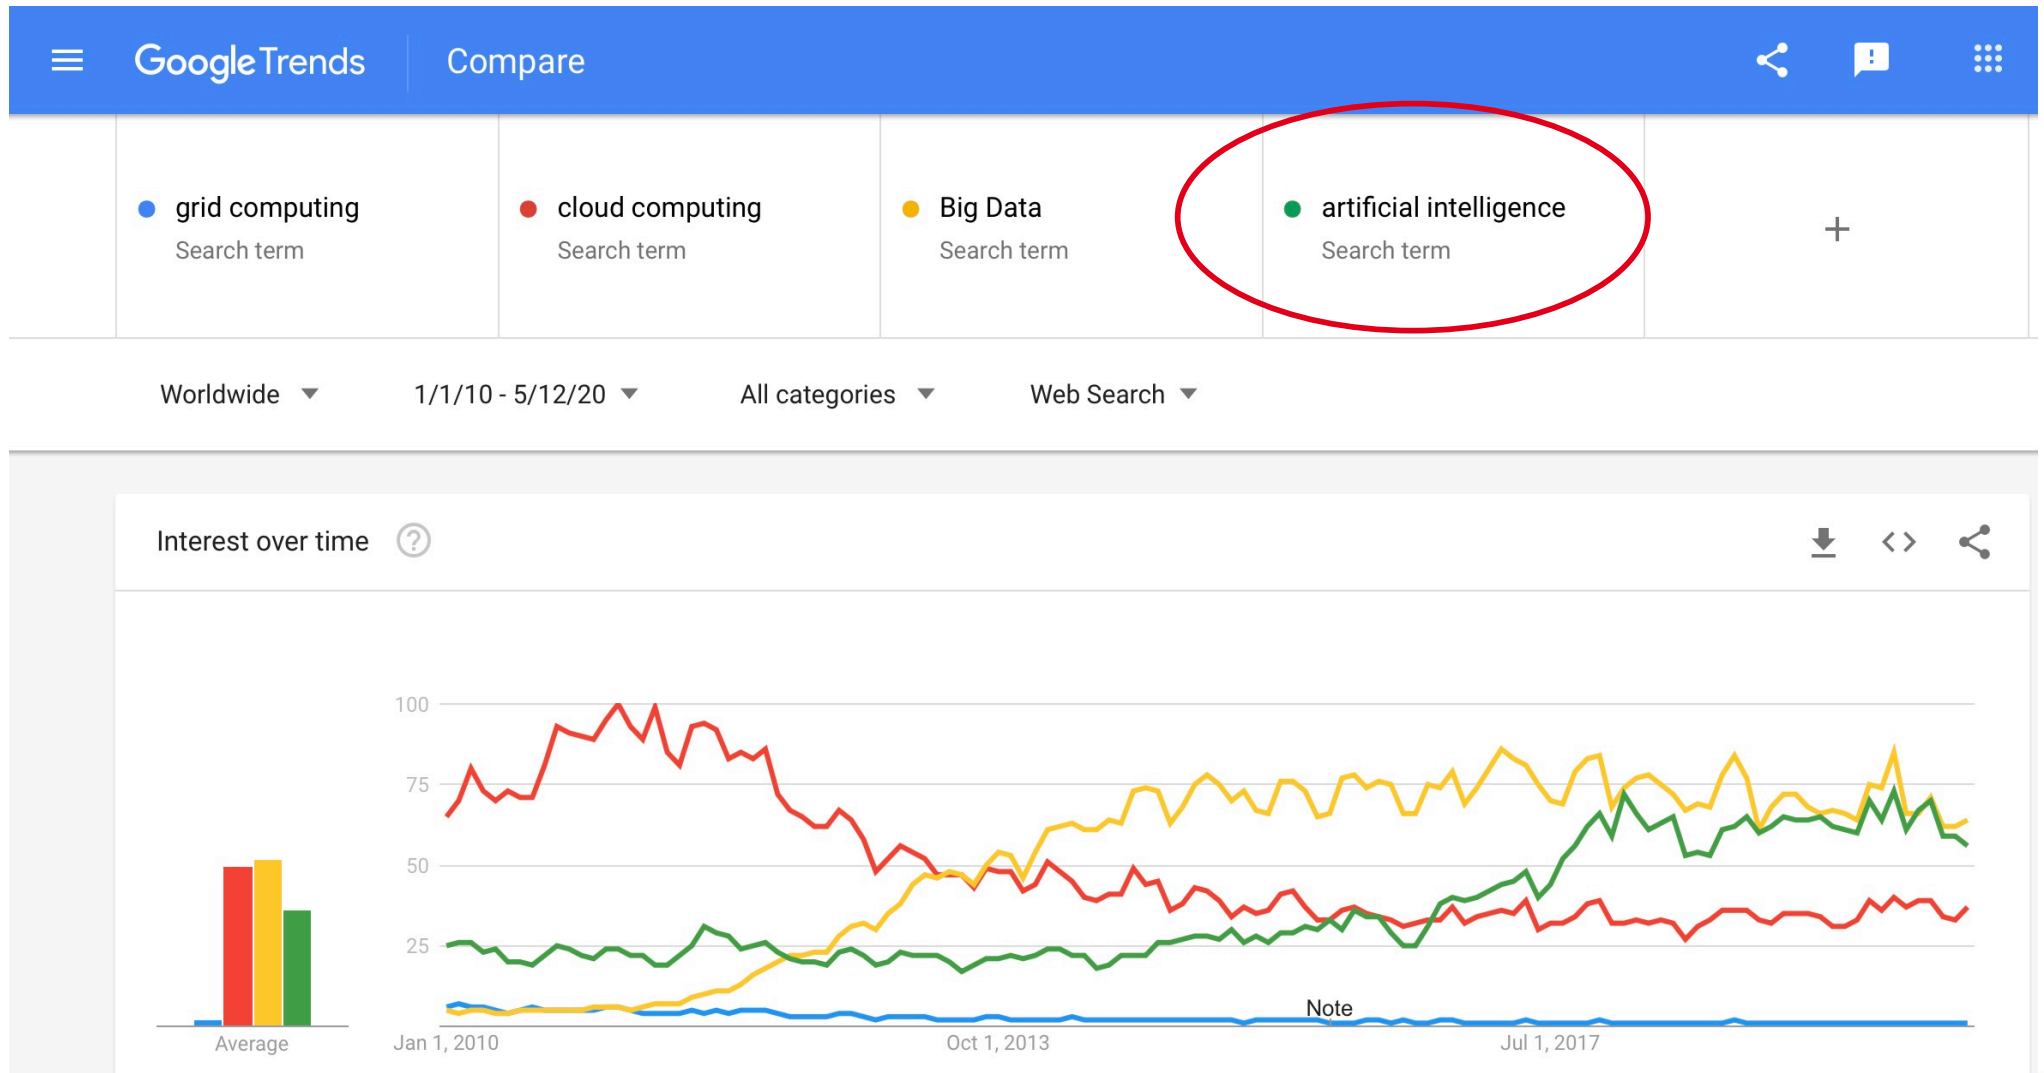 GoogleTrends Compare
grid computing
Search term
cloud computing
Search term
Big Data
Search term
artificial intelligence
Search term
+
Worldwide 1/1/10 - 5/12/20 All categories Web Search
Interest over time ?
100
75
50
25
Note
Average
Jan 1, 2010 Oct 1, 2013 Jul 1, 2017